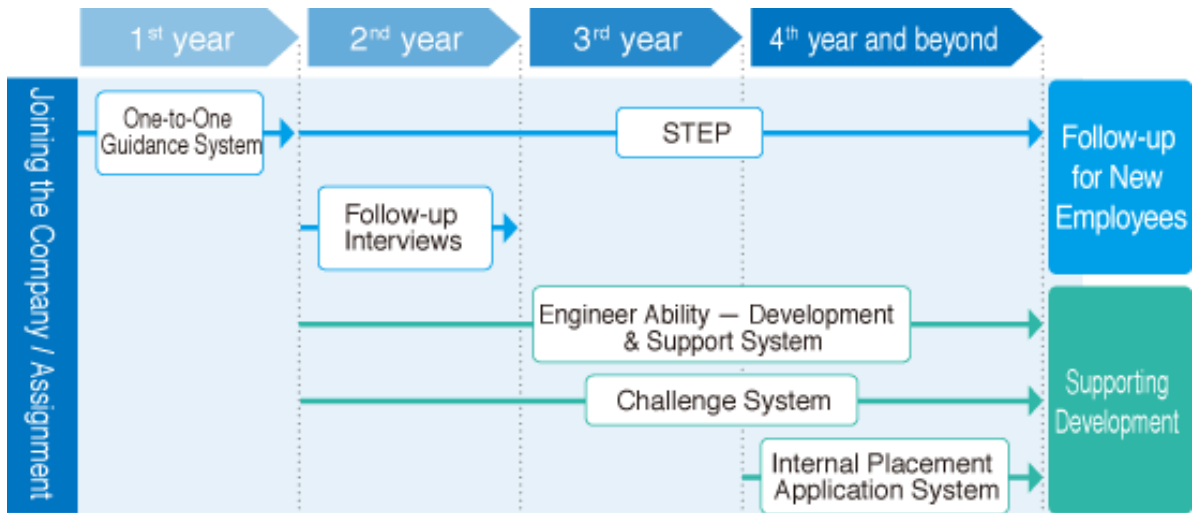 1st year
2nd year
3rd year
4th year and beyond
Joining the Company / Assignment
One-to-One
Guidance System
STEP
Follow-up
for New
Employees
Follow-up
Interviews
Engineer Ability — Development
& Support System
Challenge System
Supporting
Development
Internal Placement
Application System